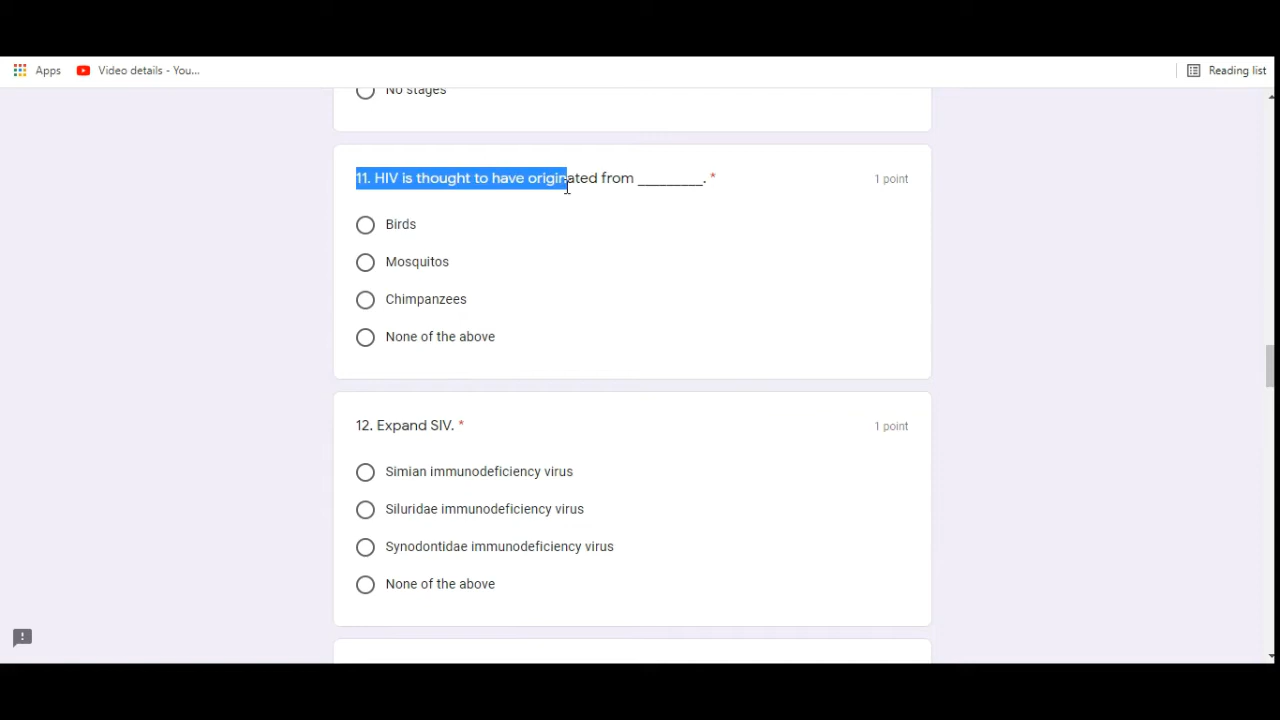 Apps Video details - You... Reading list
No stages
11. HIV is thought to have originated from _________. * 1 point
Birds
Mosquitos
Chimpanzees
None of the above
12. Expand SIV. * 1 point
Simian immunodeficiency virus
Siluridae immunodeficiency virus
Synodontidae immunodeficiency virus
None of the above